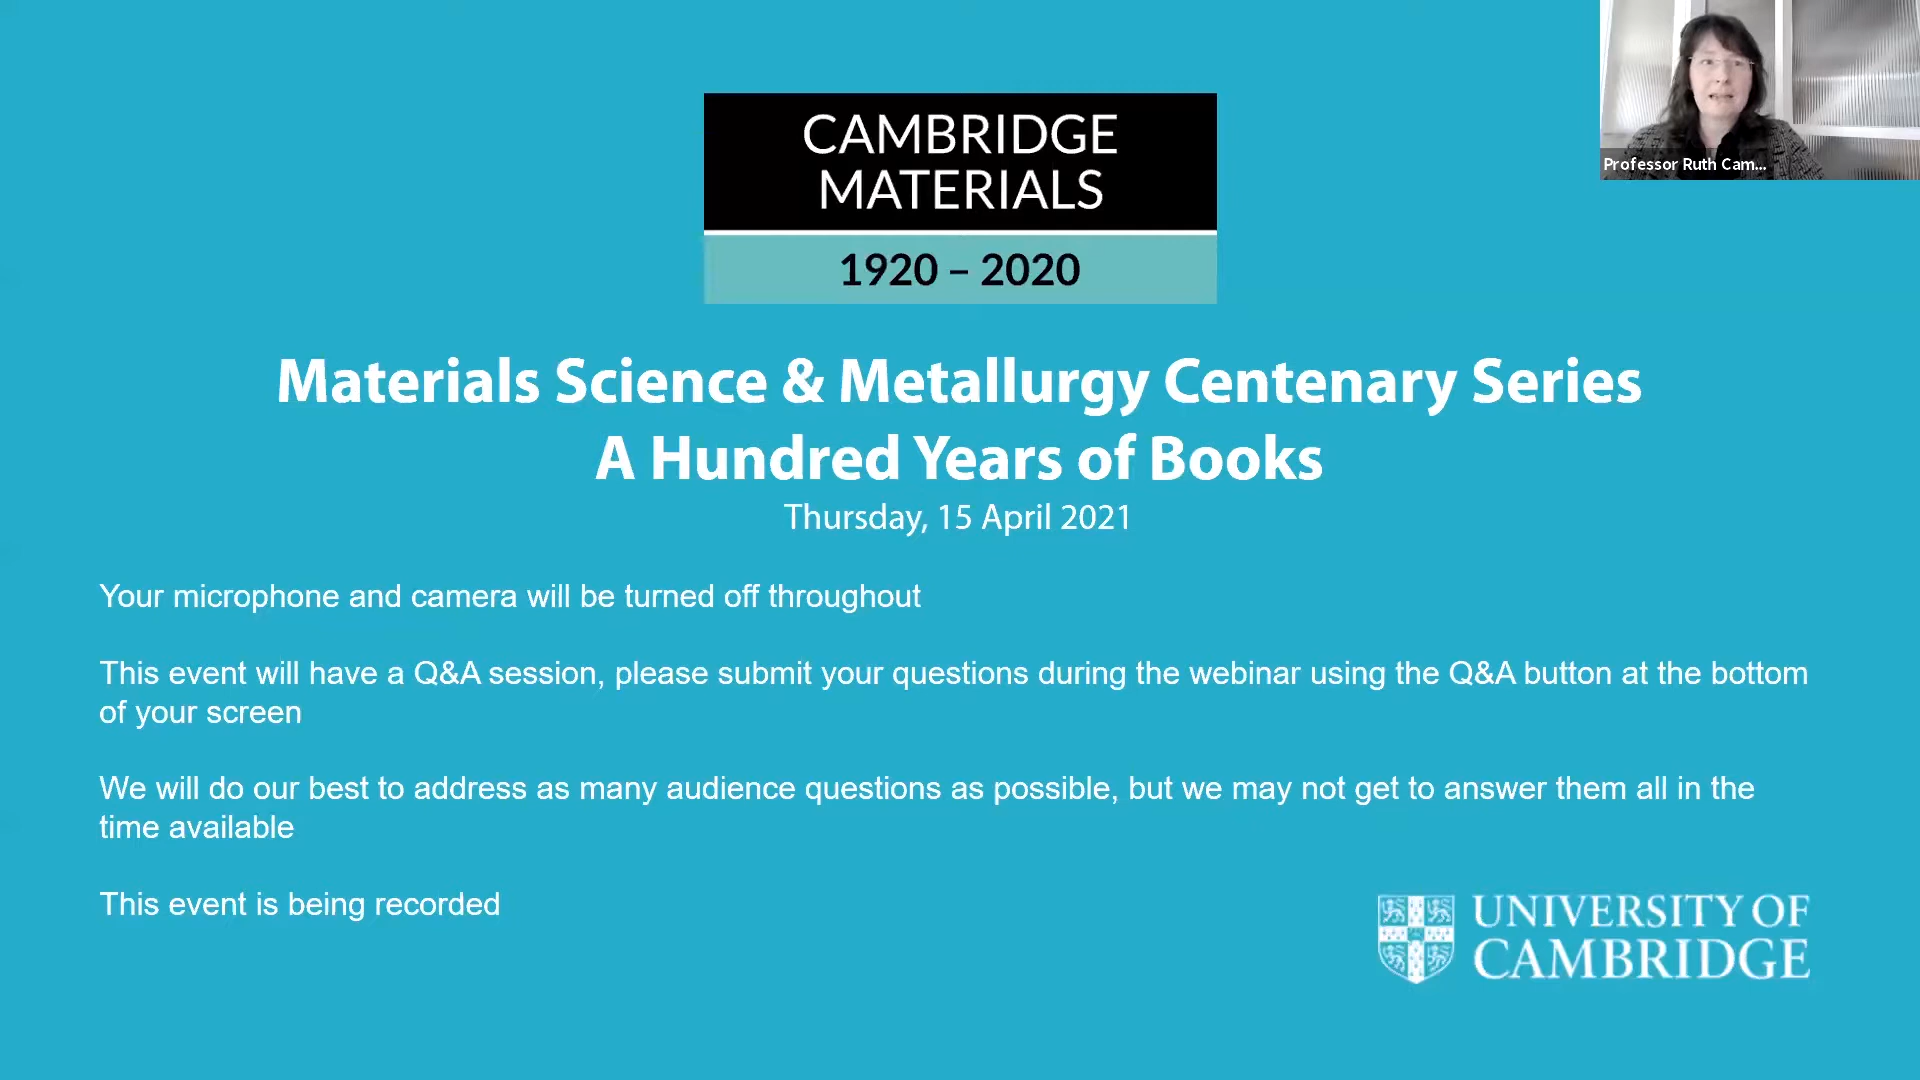 Professor Ruth Cam...
CAMBRIDGE
MATERIALS
1920 – 2020
Materials Science & Metallurgy Centenary Series
A Hundred Years of Books
Thursday, 15 April 2021
Your microphone and camera will be turned off throughout
This event will have a Q&A session, please submit your questions during the webinar using the Q&A button at the bottom
of your screen
We will do our best to address as many audience questions as possible, but we may not get to answer them all in the
time available
This event is being recorded
UNIVERSITY OF
CAMBRIDGE